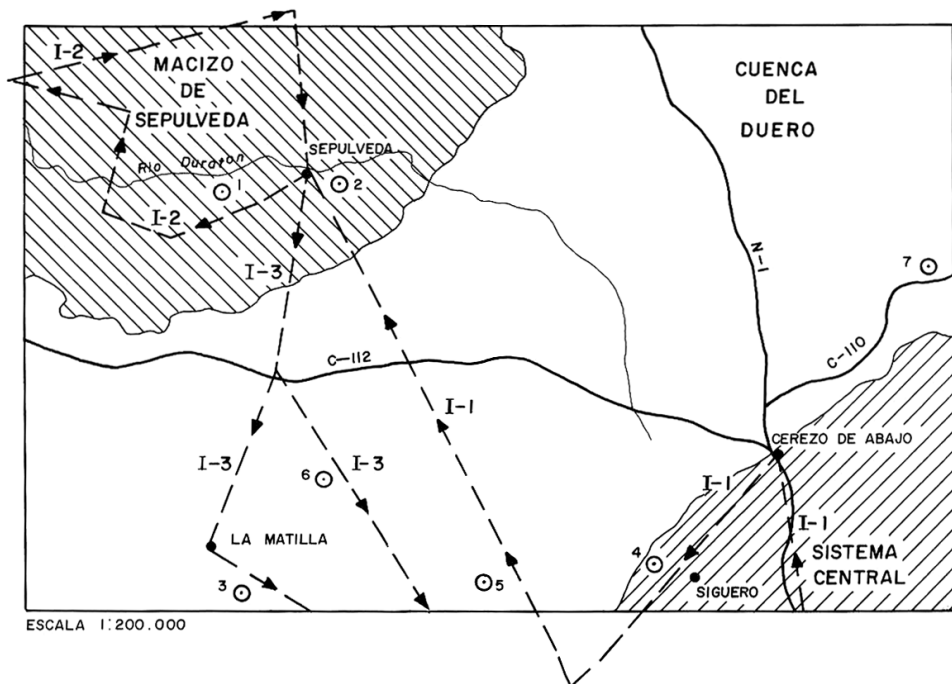 I-2
MACIZO
DE
SEPULVEDA
CUENCA
DEL
DUERO
SEPULVEDA
Rio Duraton
1
2
I-2
I-3
N-1
7
C-112
C-110
I-1
CEREZO DE ABAJO
I-3
6
I-3
I-1
I-1
LA MATILLA
4
SISTEMA
CENTRAL
3
5
SIGUERO
ESCALA 1:200.000